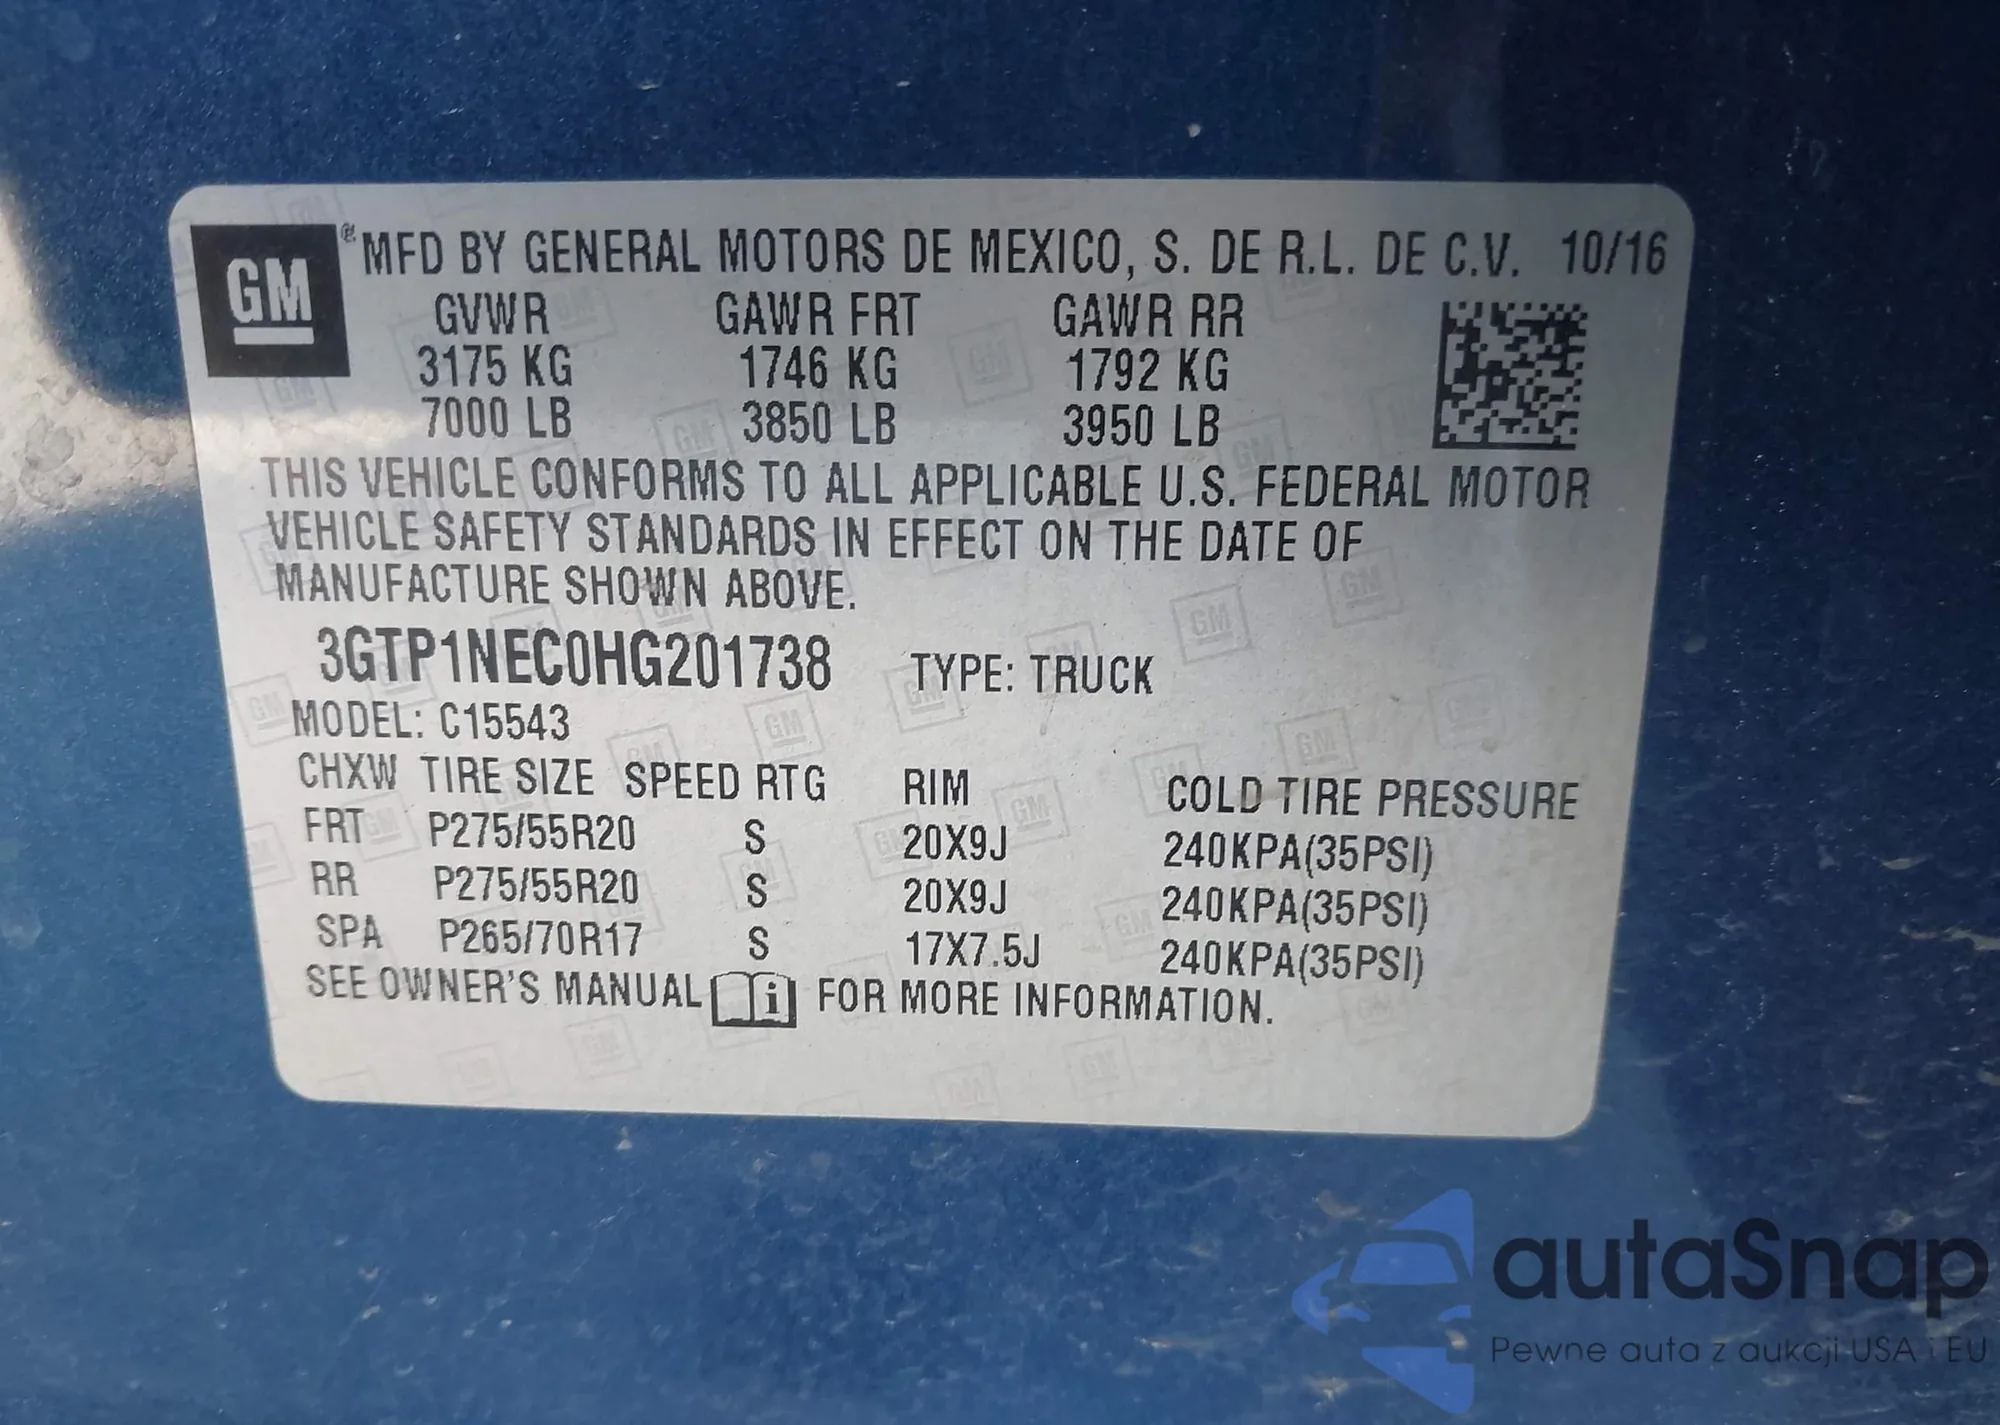 GM ® MFD BY GENERAL MOTORS DE MEXICO, S. DE R.L. DE C.V. 10/16
GVWR GAWR FRT GAWR RR
3175 KG 1746 KG 1792 KG
7000 LB 3850 LB 3950 LB
THIS VEHICLE CONFORMS TO ALL APPLICABLE U.S. FEDERAL MOTOR
VEHICLE SAFETY STANDARDS IN EFFECT ON THE DATE OF
MANUFACTURE SHOWN ABOVE.
3GTP1NEC0HG201738 TYPE: TRUCK
MODEL: C15543
CHXW TIRE SIZE SPEED RTG RIM COLD TIRE PRESSURE
FRT P275/55R20 S 20X9J 240KPA(35PSI)
RR P275/55R20 S 20X9J 240KPA(35PSI)
SPA P265/70R17 S 17X7.5J 240KPA(35PSI)
SEE OWNER'S MANUAL i FOR MORE INFORMATION.
autaSnap
Pewne auta z aukcji USA i EU